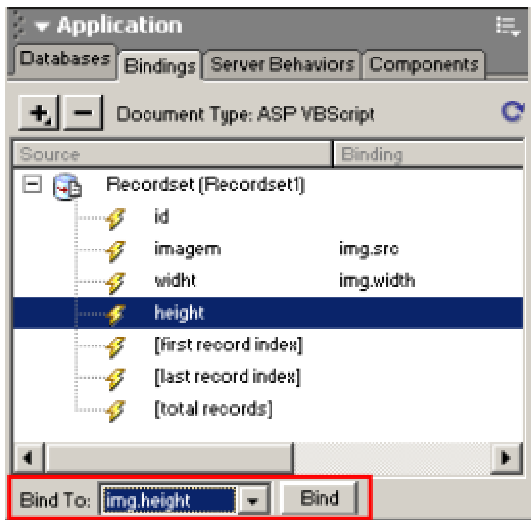 Application
Databases Bindings Server Behaviors Components
Document Type: ASP VBScript
Source Binding
Recordset (Recordset1)
id
imagem img.src
widht img.width
height
[first record index]
[last record index]
[total records]
Bind To: img.height Bind